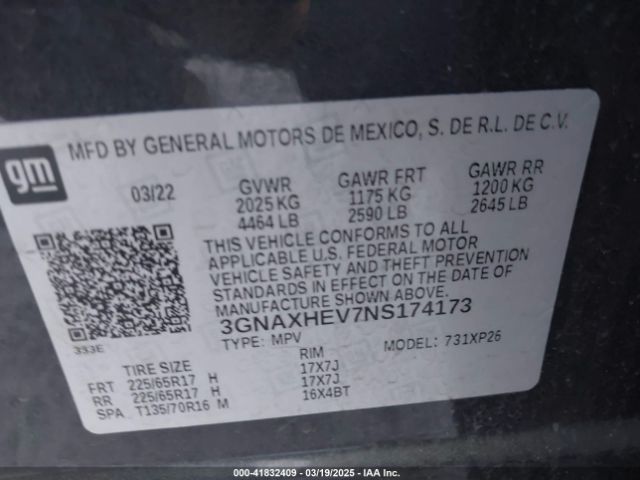 gm
MFD BY GENERAL MOTORS DE MEXICO, S. DE R.L. DE C.V.
03/22 GVWR GAWR FRT GAWR RR
2025 KG 1175 KG 1200 KG
4464 LB 2590 LB 2645 LB
THIS VEHICLE CONFORMS TO ALL
APPLICABLE U.S. FEDERAL MOTOR
VEHICLE SAFETY AND THEFT PREVENTION
STANDARDS IN EFFECT ON THE DATE OF
MANUFACTURE SHOWN ABOVE.
3GNAXHEV7NS174173
333E
TYPE: MPV MODEL: 731XP26
TIRE SIZE RIM
FRT 225/65R17 H 17X7J
RR 225/65R17 H 17X7J
SPA T135/70R16 M 16X4BT
000-41832409 - 03/19/2025 - IAA Inc.